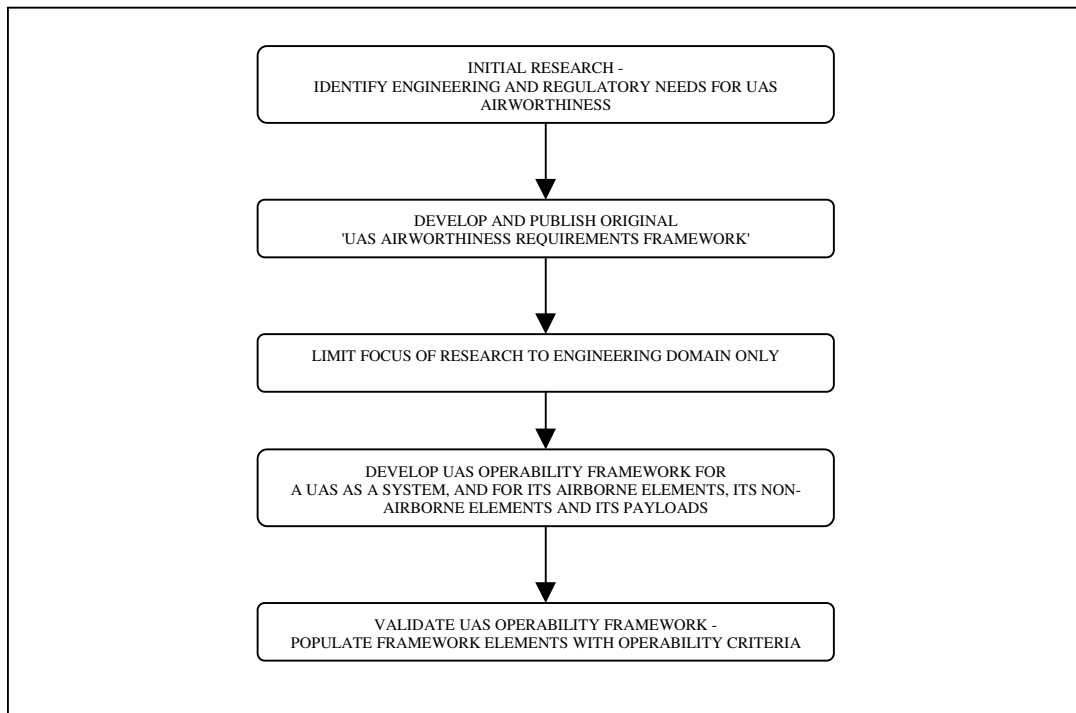 INITIAL RESEARCH -
IDENTIFY ENGINEERING AND REGULATORY NEEDS FOR UAS
AIRWORTHINESS
DEVELOP AND PUBLISH ORIGINAL
'UAS AIRWORTHINESS REQUIREMENTS FRAMEWORK'
LIMIT FOCUS OF RESEARCH TO ENGINEERING DOMAIN ONLY
DEVELOP UAS OPERABILITY FRAMEWORK FOR
A UAS AS A SYSTEM, AND FOR ITS AIRBORNE ELEMENTS, ITS NON-
AIRBORNE ELEMENTS AND ITS PAYLOADS
VALIDATE UAS OPERABILITY FRAMEWORK -
POPULATE FRAMEWORK ELEMENTS WITH OPERABILITY CRITERIA